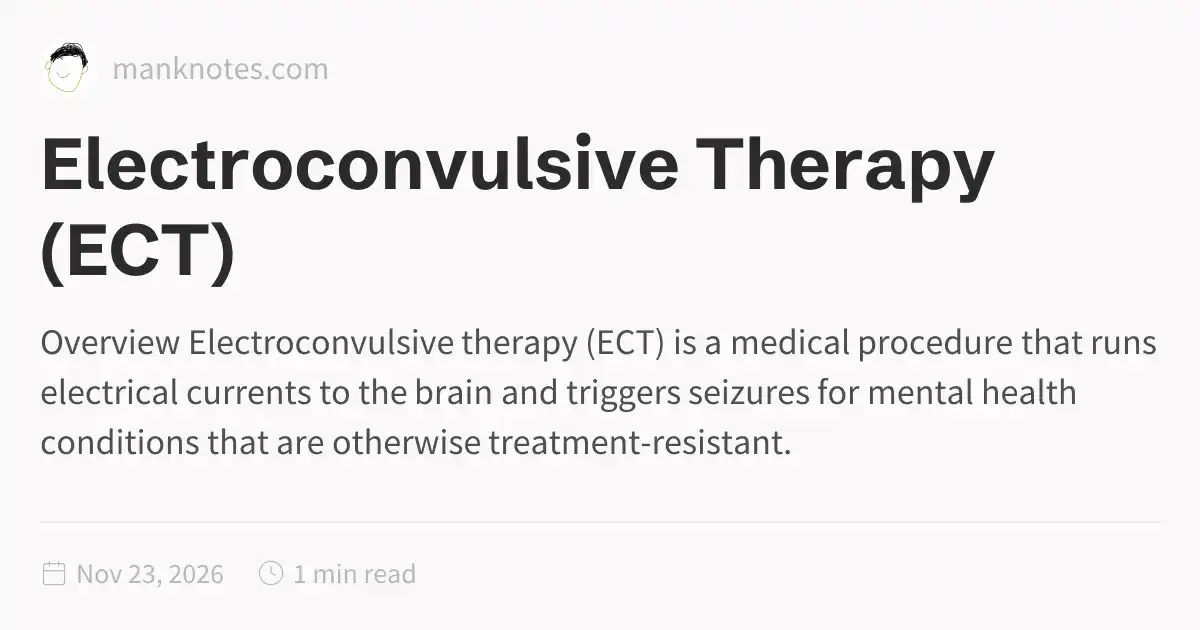 manknotes.com
Electroconvulsive Therapy
(ECT)
Overview Electroconvulsive therapy (ECT) is a medical procedure that runs
electrical currents to the brain and triggers seizures for mental health
conditions that are otherwise treatment-resistant.
Nov 23, 2026 1 min read